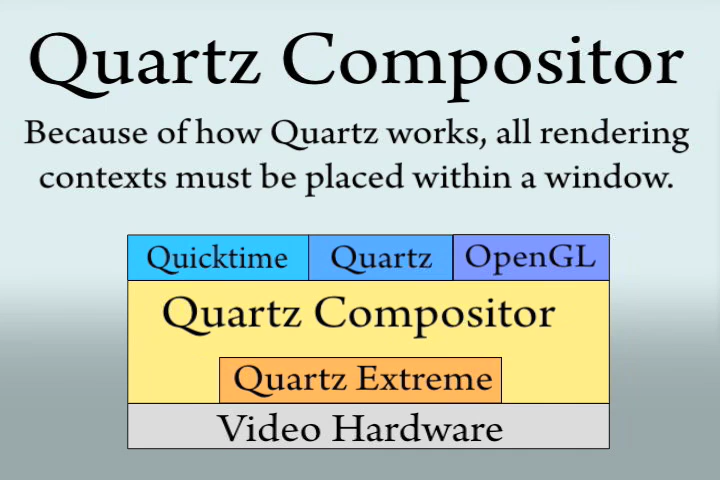 Quartz Compositor
Because of how Quartz works, all rendering
contexts must be placed within a window.
Quicktime Quartz OpenGL
Quartz Compositor
Quartz Extreme
Video Hardware